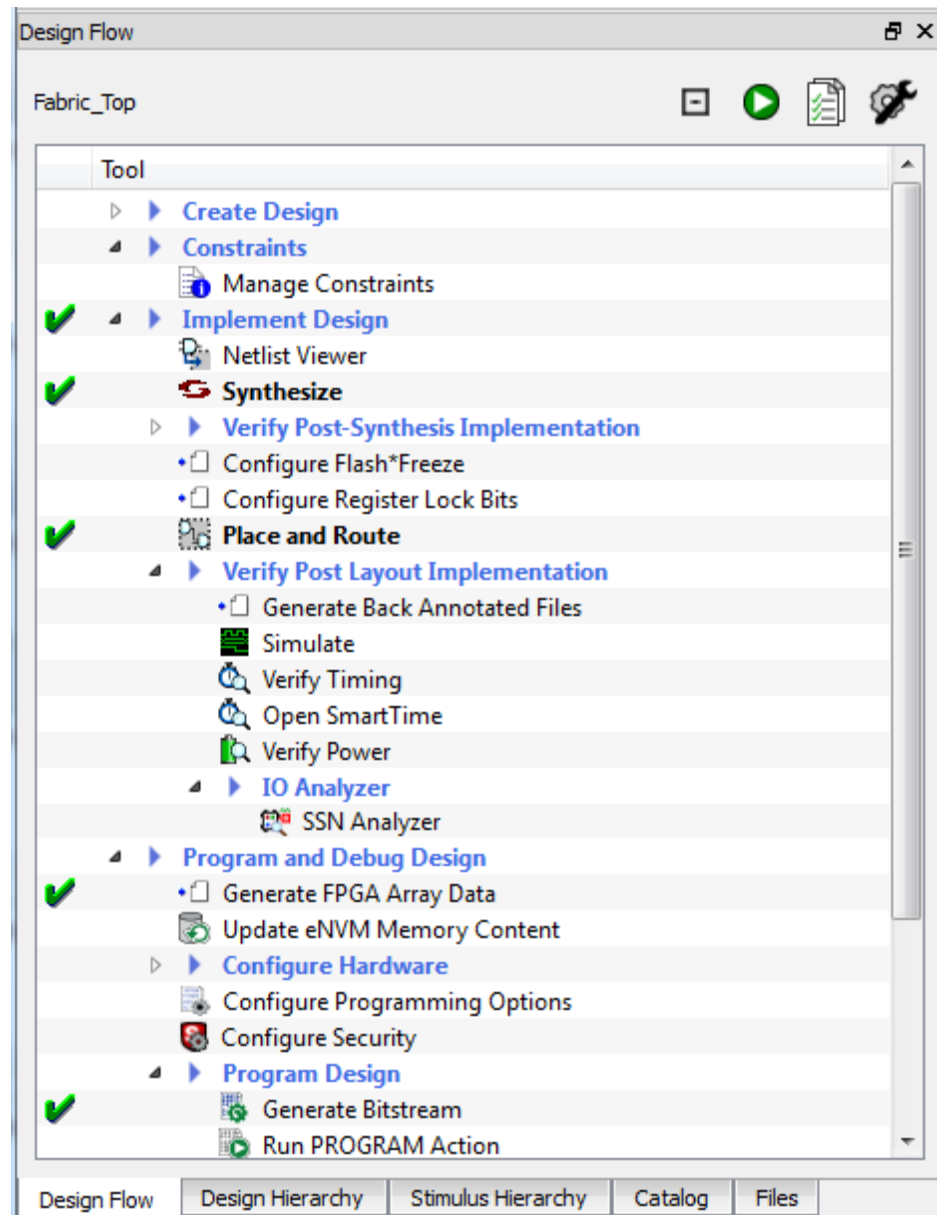 Design Flow
Fabric_Top
Tool
Create Design
Constraints
Manage Constraints
Implement Design
Netlist Viewer
Synthesize
Verify Post-Synthesis Implementation
Configure Flash*Freeze
Configure Register Lock Bits
Place and Route
Verify Post Layout Implementation
Generate Back Annotated Files
Simulate
Verify Timing
Open SmartTime
Verify Power
IO Analyzer
SSN Analyzer
Program and Debug Design
Generate FPGA Array Data
Update eNVM Memory Content
Configure Hardware
Configure Programming Options
Configure Security
Program Design
Generate Bitstream
Run PROGRAM Action
Design Flow Design Hierarchy Stimulus Hierarchy Catalog Files